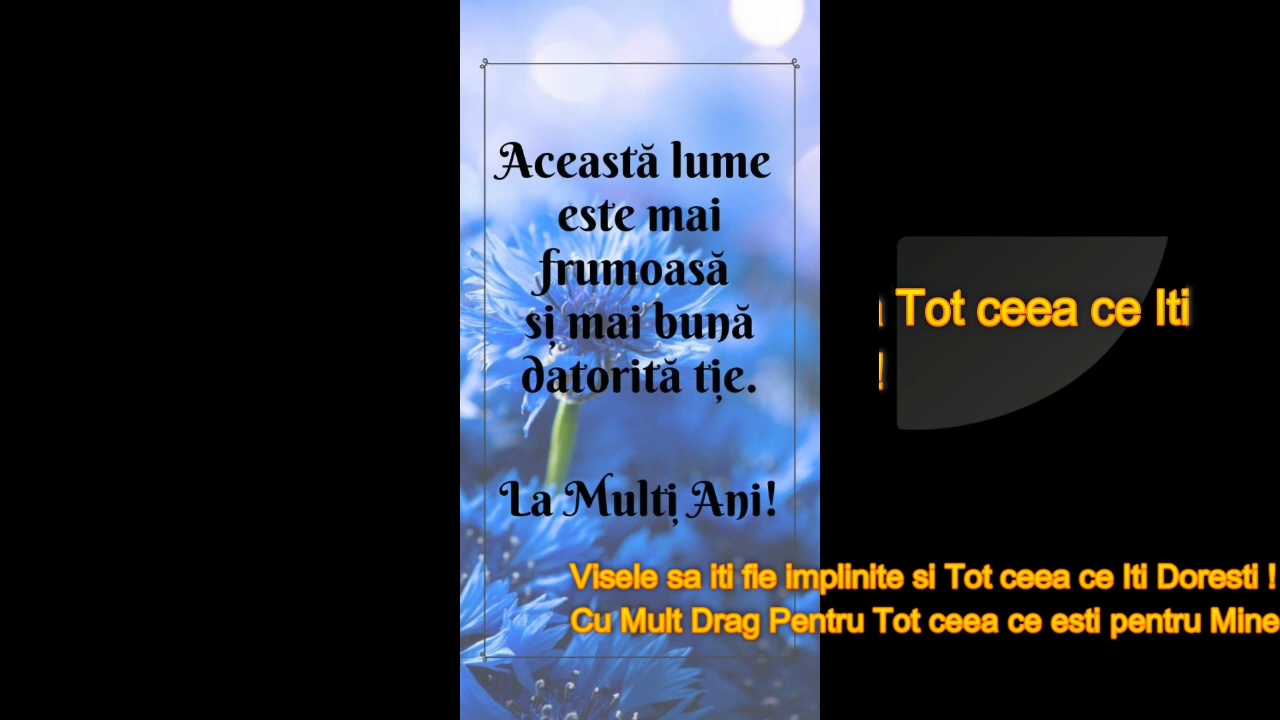 Această lume
este mai
frumoasă
și mai bună
datorită ție.
La Mulți Ani!
Tot ceea ce Iti
!
Visele sa iti fie implinite si Tot ceea ce Iti Doresti !
Cu Mult Drag Pentru Tot ceea ce esti pentru Mine